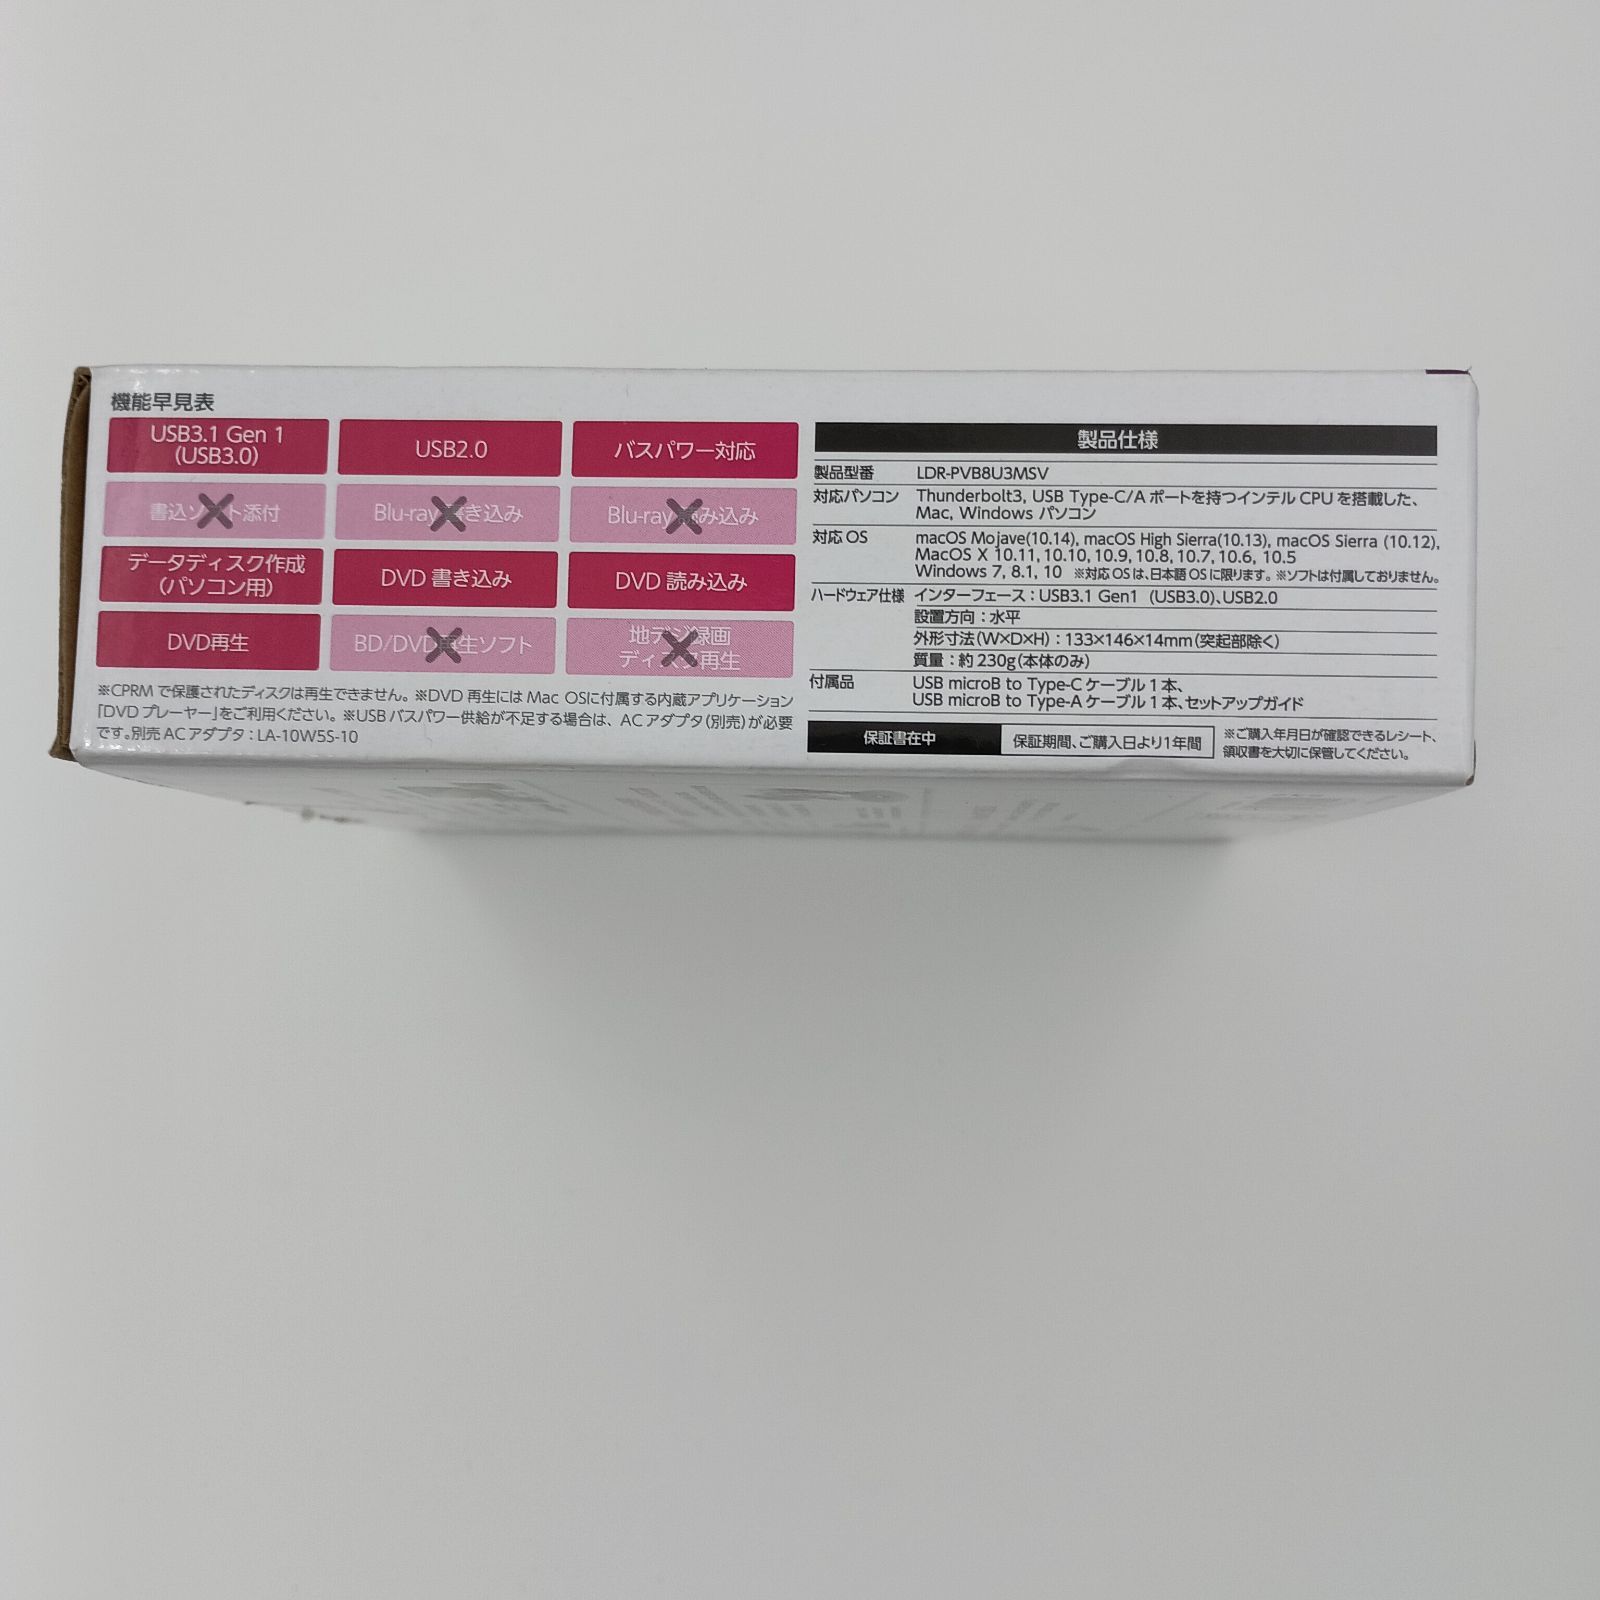 機能早見表
USB3.1 Gen 1
(USB3.0)
USB2.0
バスパワー対応
書込ソフト添付
Blu-ray 書き込み
Blu-ray 読み込み
データディスク作成
(パソコン用)
DVD 書き込み
DVD 読み込み
DVD再生
BD/DVD再生ソフト
地デジ録画
ディスク再生
※CPRM で保護されたディスクは再生できません。※DVD 再生には Mac OSに付属する内蔵アプリケーション
「DVD プレーヤー」をご利用ください。※USB バスパワー供給が不足する場合は、AC アダプタ(別売)が必要
です。別売 AC アダプタ：LA-10W5S-10
製品仕様
製品型番 LDR-PVB8U3MSV
対応パソコン Thunderbolt3, USB Type-C/A ポートを持つインテル CPU を搭載した、
Mac, Windows パソコン
対応 OS macOS Mojave(10.14), macOS High Sierra(10.13), macOS Sierra (10.12),
MacOS X 10.11, 10.10, 10.9, 10.8, 10.7, 10.6, 10.5
Windows 7, 8.1, 10 ※対応 OS は、日本語 OS に限ります。※ソフトは付属しておりません。
ハードウェア仕様 インターフェース：USB3.1 Gen1 (USB3.0)、USB2.0
設置方向：水平
外形寸法(W×D×H)：133×146×14mm(突起部除く)
質量：約 230g(本体のみ)
付属品 USB microB to Type-C ケーブル 1 本、
USB microB to Type-A ケーブル 1 本、セットアップガイド
保証書在中 保証期間、ご購入日より1年間
※ご購入年月日が確認できるレシート、
領収書を大切に保管してください。